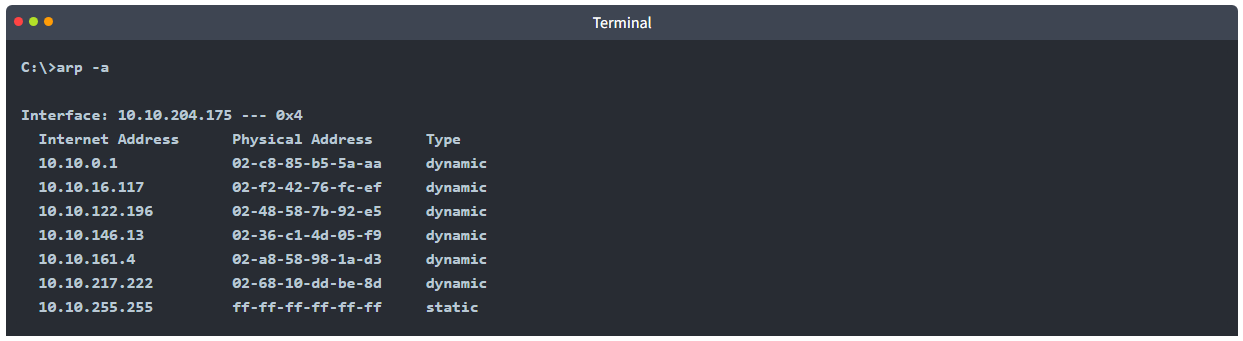 Terminal
C:\>arp -a
Interface: 10.10.204.175 --- 0x4
Internet Address Physical Address Type
10.10.0.1 02-c8-85-b5-5a-aa dynamic
10.10.16.117 02-f2-42-76-fc-ef dynamic
10.10.122.196 02-48-58-7b-92-e5 dynamic
10.10.146.13 02-36-c1-4d-05-f9 dynamic
10.10.161.4 02-a8-58-98-1a-d3 dynamic
10.10.217.222 02-68-10-dd-be-8d dynamic
10.10.255.255 ff-ff-ff-ff-ff-ff static